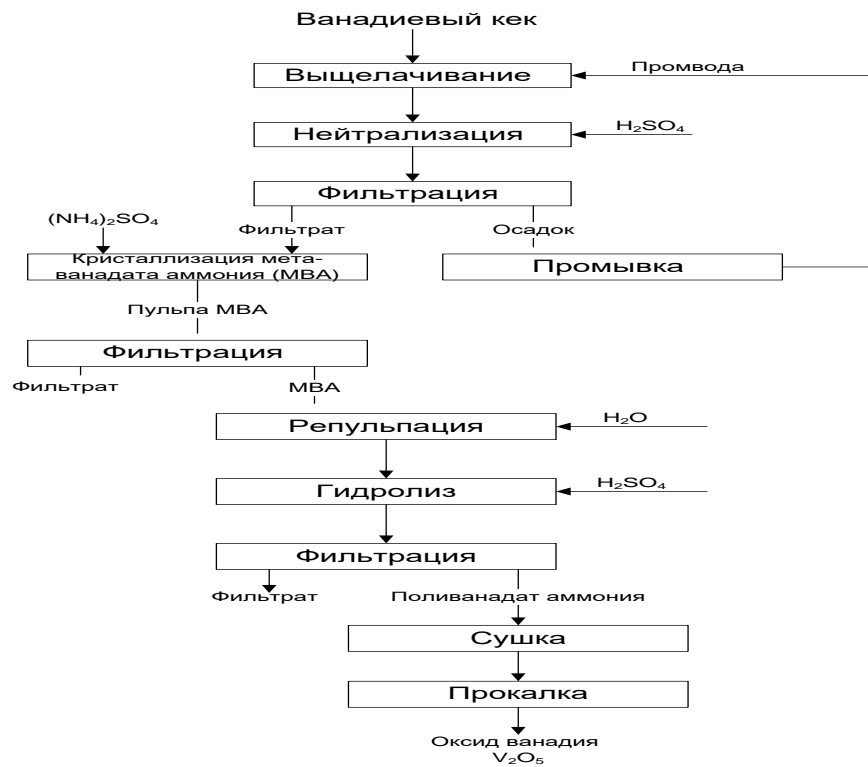 Ванадиевый кек
Выщелачивание
Промвода
Нейтрализация
H₂SO₄
Фильтрация
(NH₄)₂SO₄
Фильтрат
Осадок
Кристаллизация мета-
ванадата аммония (МВА)
Промывка
Пульпа МВА
Фильтрация
Фильтрат
МВА
Репульпация
H₂O
Гидролиз
H₂SO₄
Фильтрация
Фильтрат
Поливанадат аммония
Сушка
Прокалка
Оксид ванадия
V₂O₅